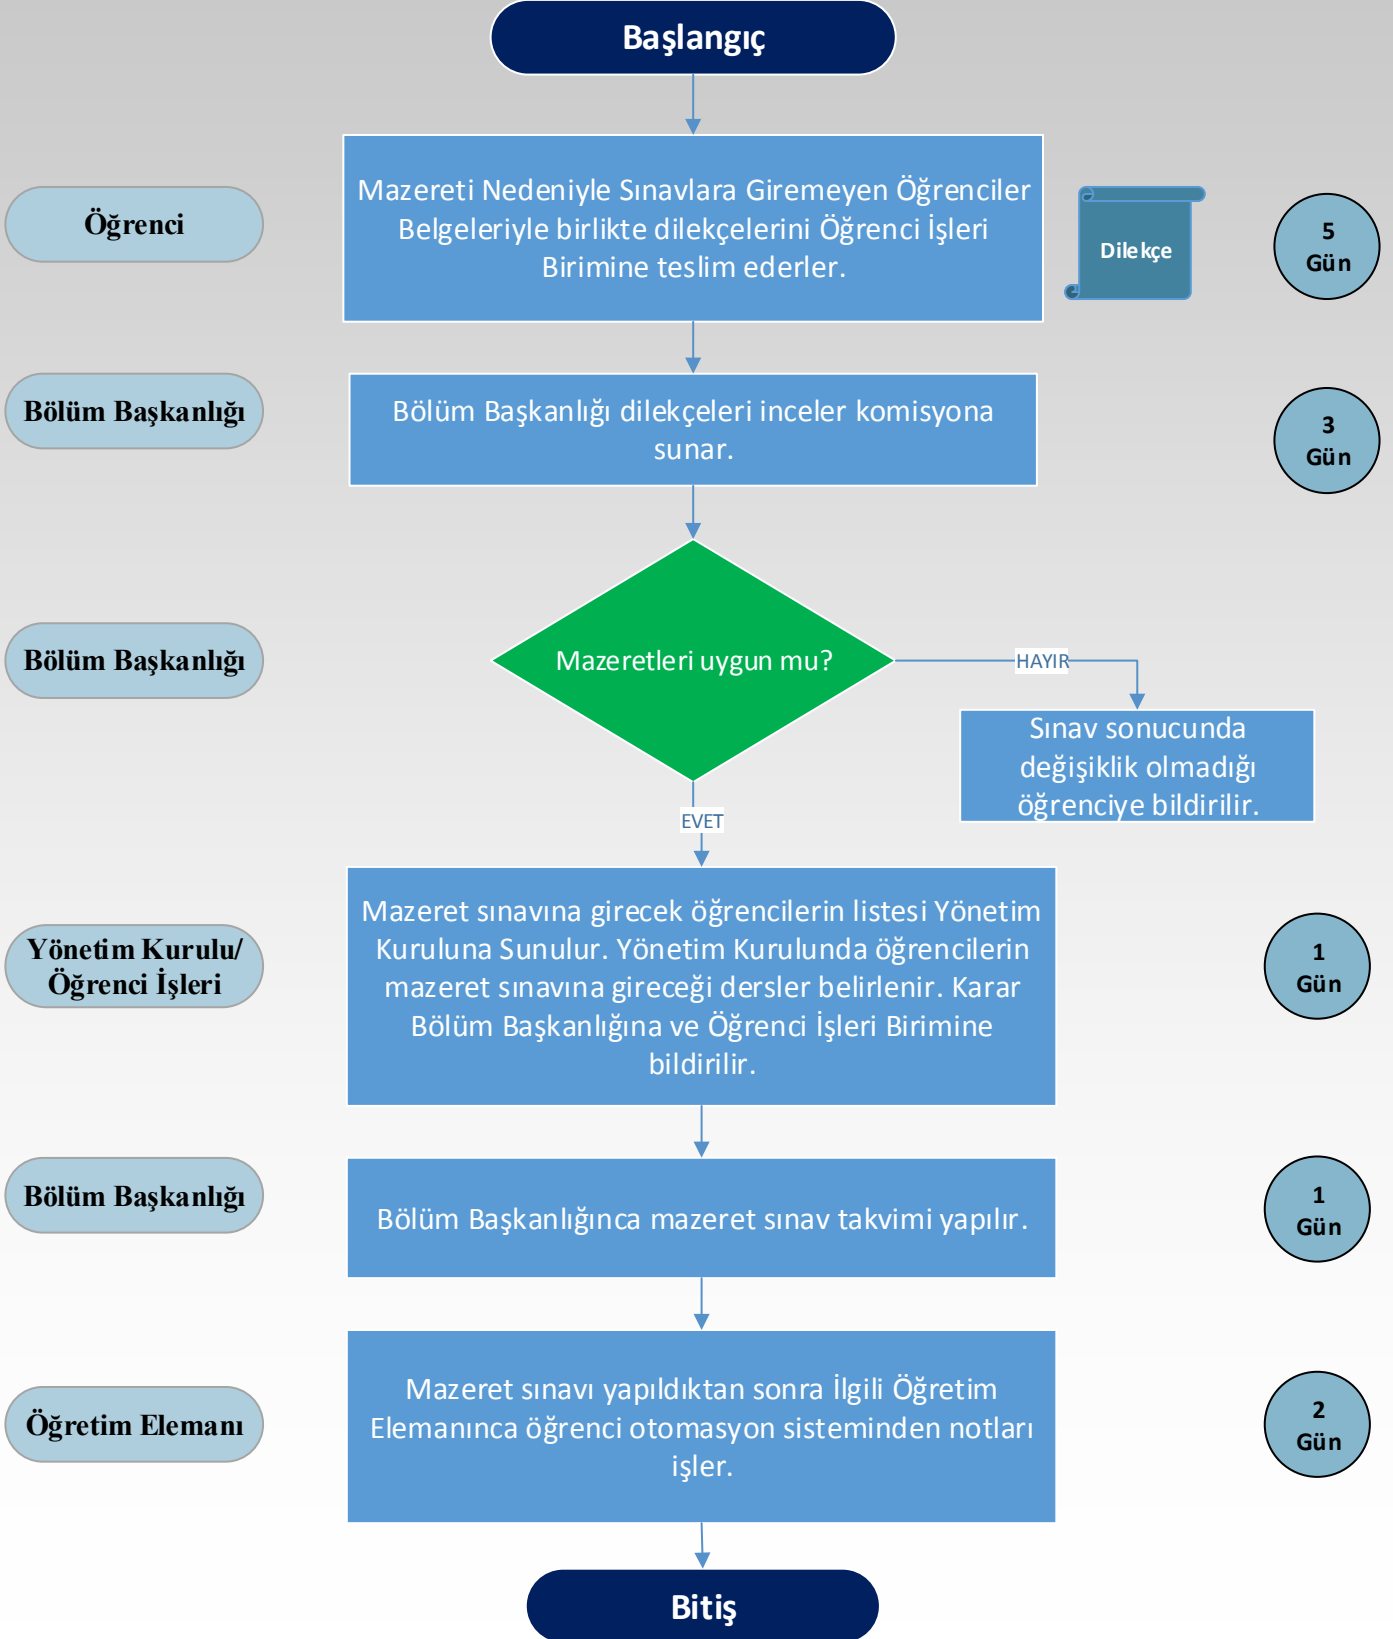 Başlangıç
Öğrenci
Mazereti Nedeniyle Sınavlara Giremeyen Öğrenciler
Belgeleriyle birlikte dilekçelerini Öğrenci İşleri
Birimine teslim ederler.
Dilekçe
5
Gün
Bölüm Başkanlığı
Bölüm Başkanlığı dilekçeleri inceler komisyona
sunar.
3
Gün
Bölüm Başkanlığı
Mazeretleri uygun mu?
HAYIR
Sınav sonucunda
değişiklik olmadığı
öğrenciye bildirilir.
EVET
Yönetim Kurulu/
Öğrenci İşleri
Mazeret sınavına girecek öğrencilerin listesi Yönetim
Kuruluna Sunulur. Yönetim Kurulunda öğrencilerin
mazeret sınavına gireceği dersler belirlenir. Karar
Bölüm Başkanlığına ve Öğrenci İşleri Birimine
bildirilir.
1
Gün
Bölüm Başkanlığı
Bölüm Başkanlığınca mazeret sınav takvimi yapılır.
1
Gün
Öğretim Elemanı
Mazeret sınavı yapıldıktan sonra İlgili Öğretim
Elemanınca öğrenci otomasyon sisteminden notları
işler.
2
Gün
Bitiş